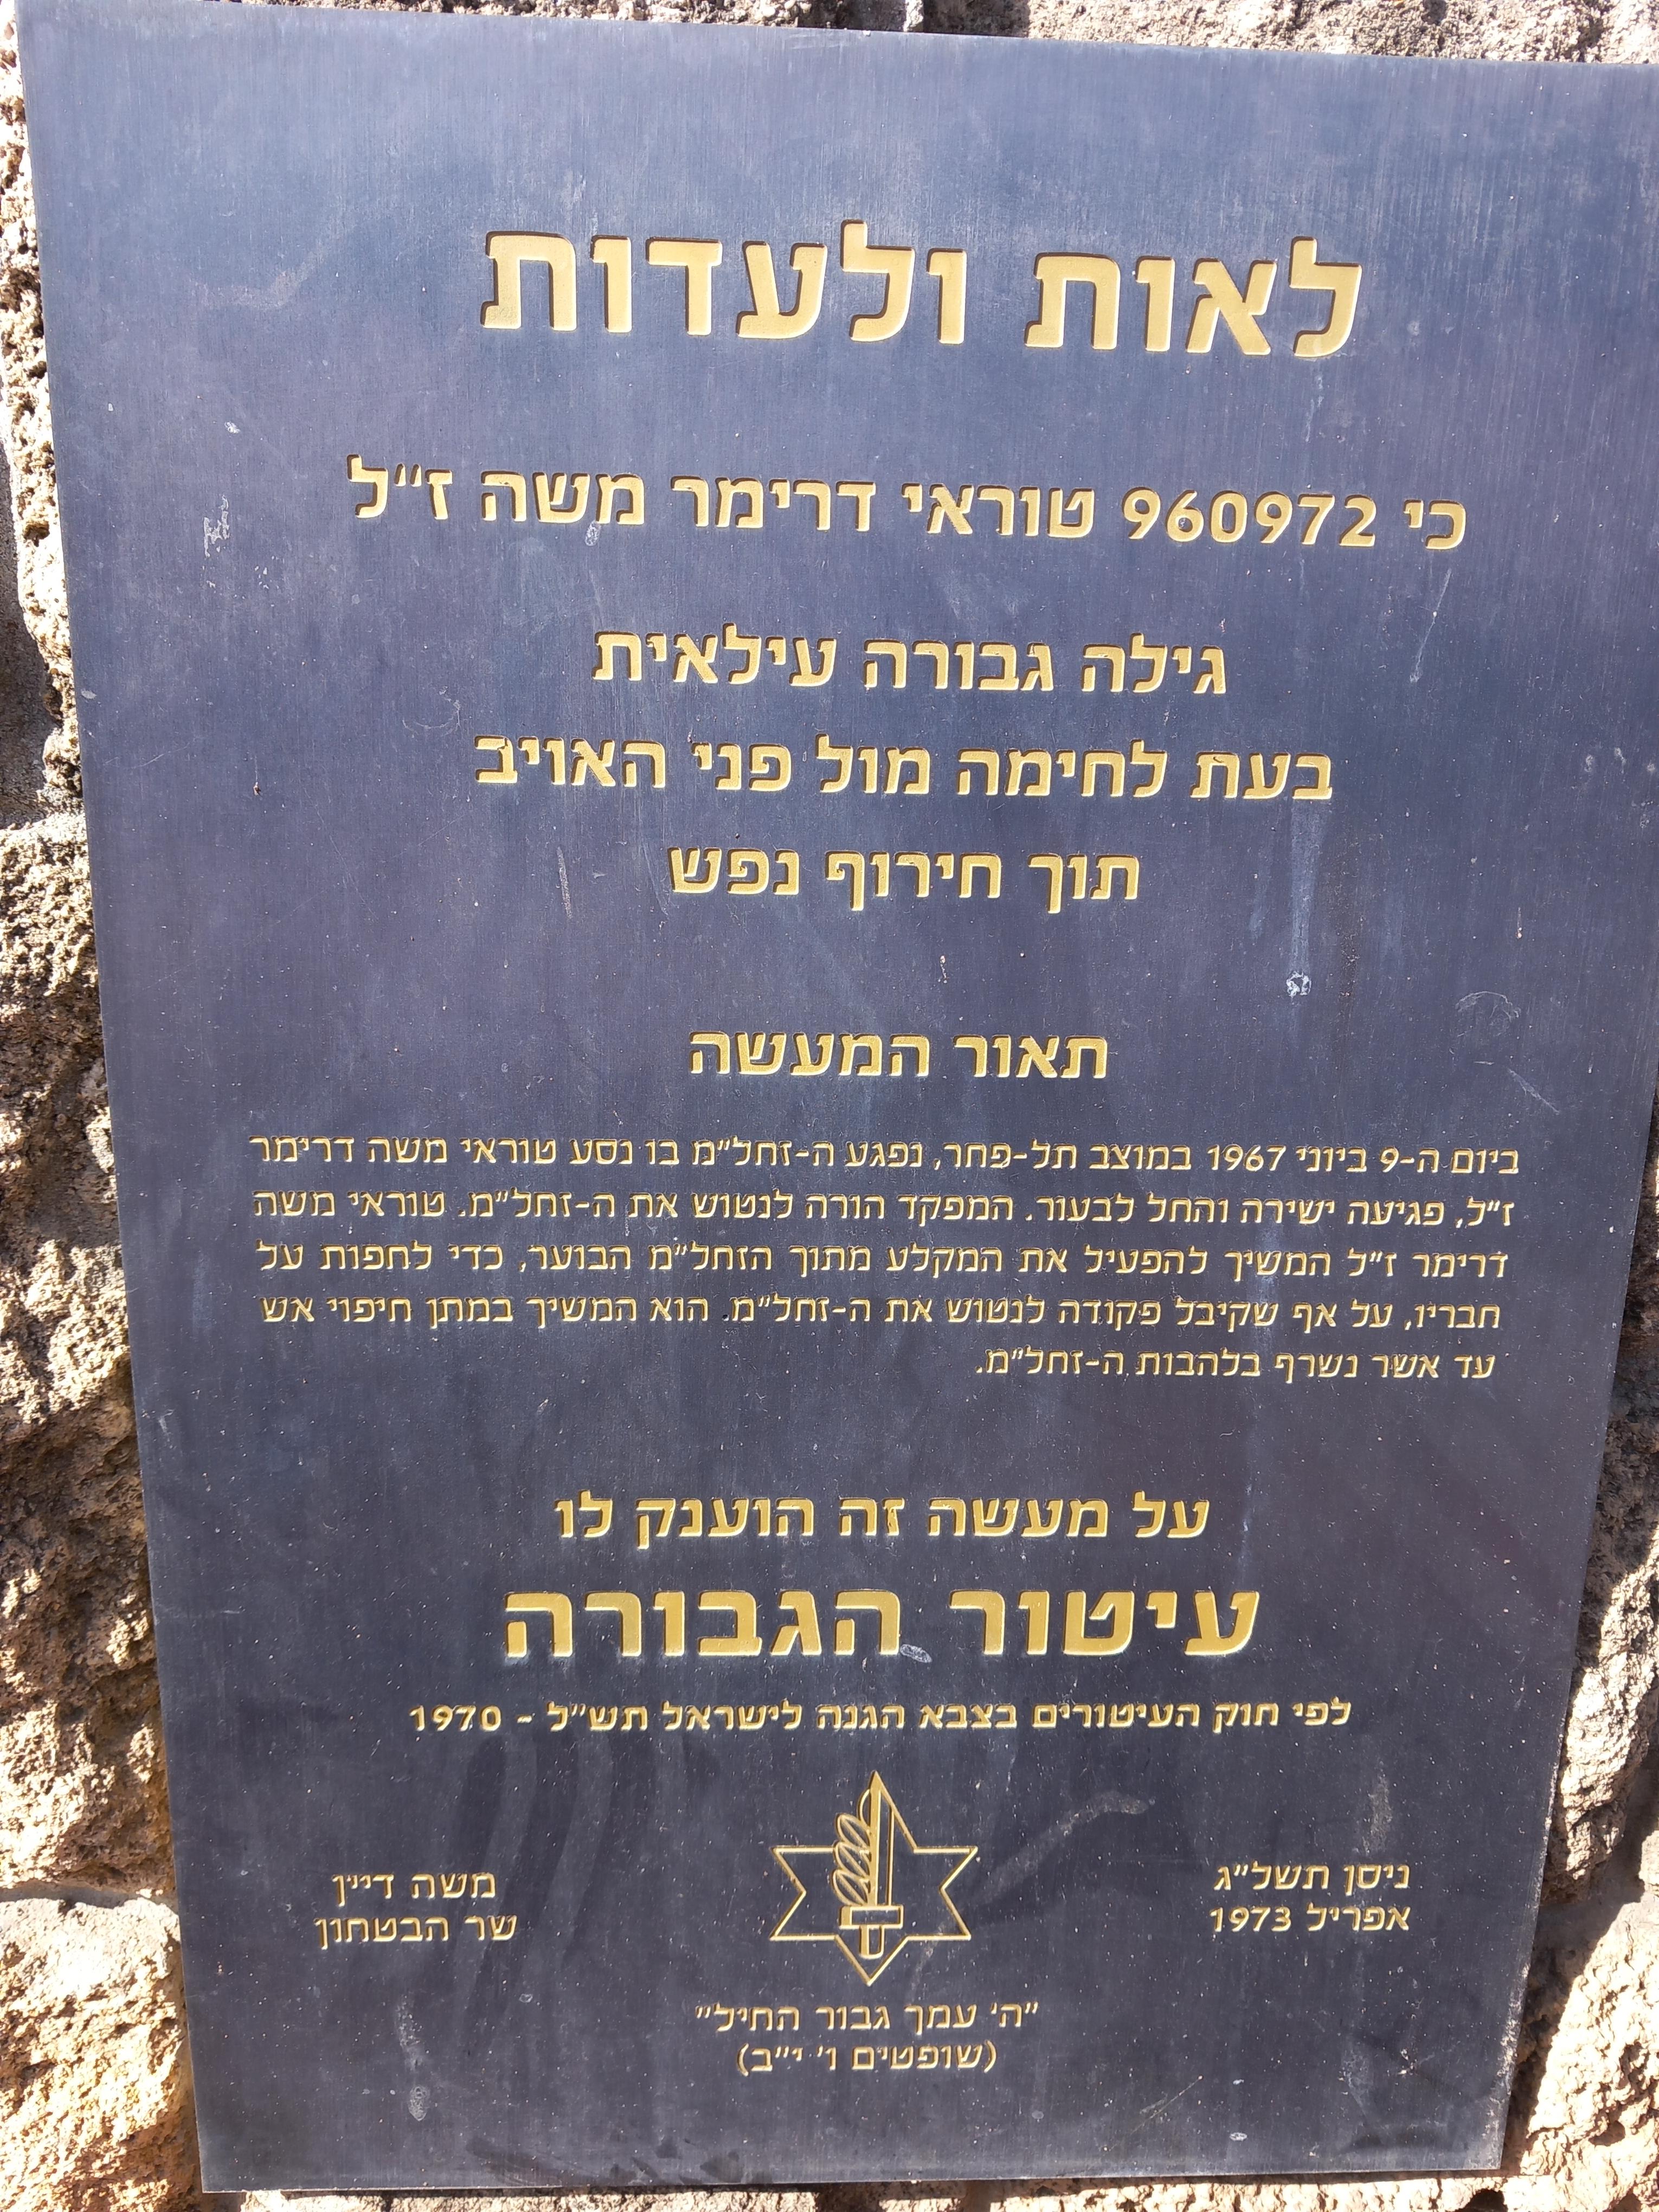 לאות ולעדות
כי 960972 טוראי דרימר משה ז"ל
גילה גבורה עילאית
בעת לחימה מול פני האויב
תוך חירוף נפש
תאור המעשה
ביום ה-9 ביוני 1967 במוצב תל-פחר, נפגע ה-זחל"מ בו נסע טוראי משה דרימר
ז"ל, פגיעה ישירה והחל לבעור. המפקד הורה לנטוש את ה-זחל"מ. טוראי משה
דרימר ז"ל המשיך להפעיל את המקלע מתוך הזחל"מ הבוער, כדי לחפות על
חבריו, על אף שקיבל פקודה לנטוש את ה-זחל"מ. הוא המשיך במתן חיפוי אש
עד אשר נשרף בלהבות ה-זחל"מ.
על מעשה זה הוענק לו
עיטור הגבורה
לפי חוק העיטורים בצבא הגנה לישראל תש"ל - 1970
ניסן תשל"ג
אפריל 1973
משה דיין
שר הבטחון
"ה' עמך גבור החיל"
(שופטים ו' י"ב)